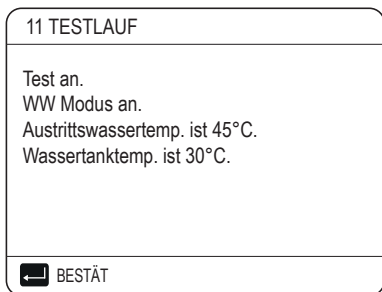 11 TESTLAUF
Test an.
WW Modus an.
Austrittswassertemp. ist 45°C.
Wassertanktemp. ist 30°C.
BESTÄT